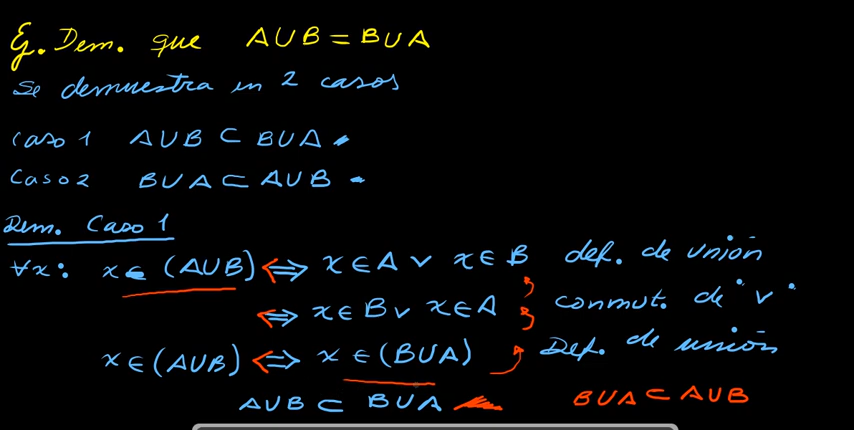 Ej. Dem. que A∪B = B∪A
Se demuestra en 2 casos
Caso 1 A∪B ⊂ B∪A
Caso 2 B∪A ⊂ A∪B
Dem. Caso 1
∀x: x∈(A∪B) ⇔ x∈A ∨ x∈B def. de unión
⇔ x∈B ∨ x∈A conmut. de "∨"
x∈(A∪B) ⇔ x∈(B∪A) Def. de unión
A∪B ⊂ B∪A B∪A ⊂ A∪B